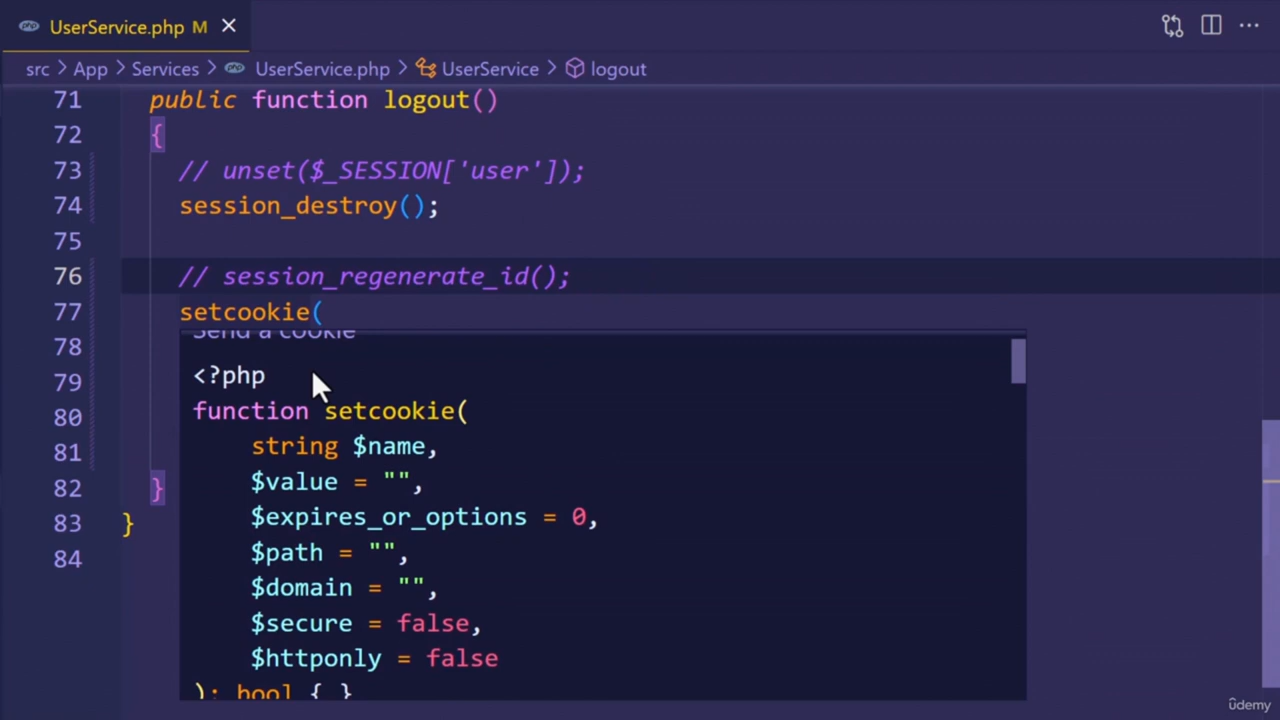 UserService.php M
src > App > Services > UserService.php > UserService > logout
71 public function logout()
72 {
73 // unset($_SESSION['user']);
74 session_destroy();
75
76 // session_regenerate_id();
77 setcookie(
Send a cookie
78
<?php
79
function setcookie(
80
string $name,
81
$value = "",
82 }
$expires_or_options = 0,
83 }
$path = "",
84
$domain = "",
$secure = false,
$httponly = false
): bool { }
ûdemy